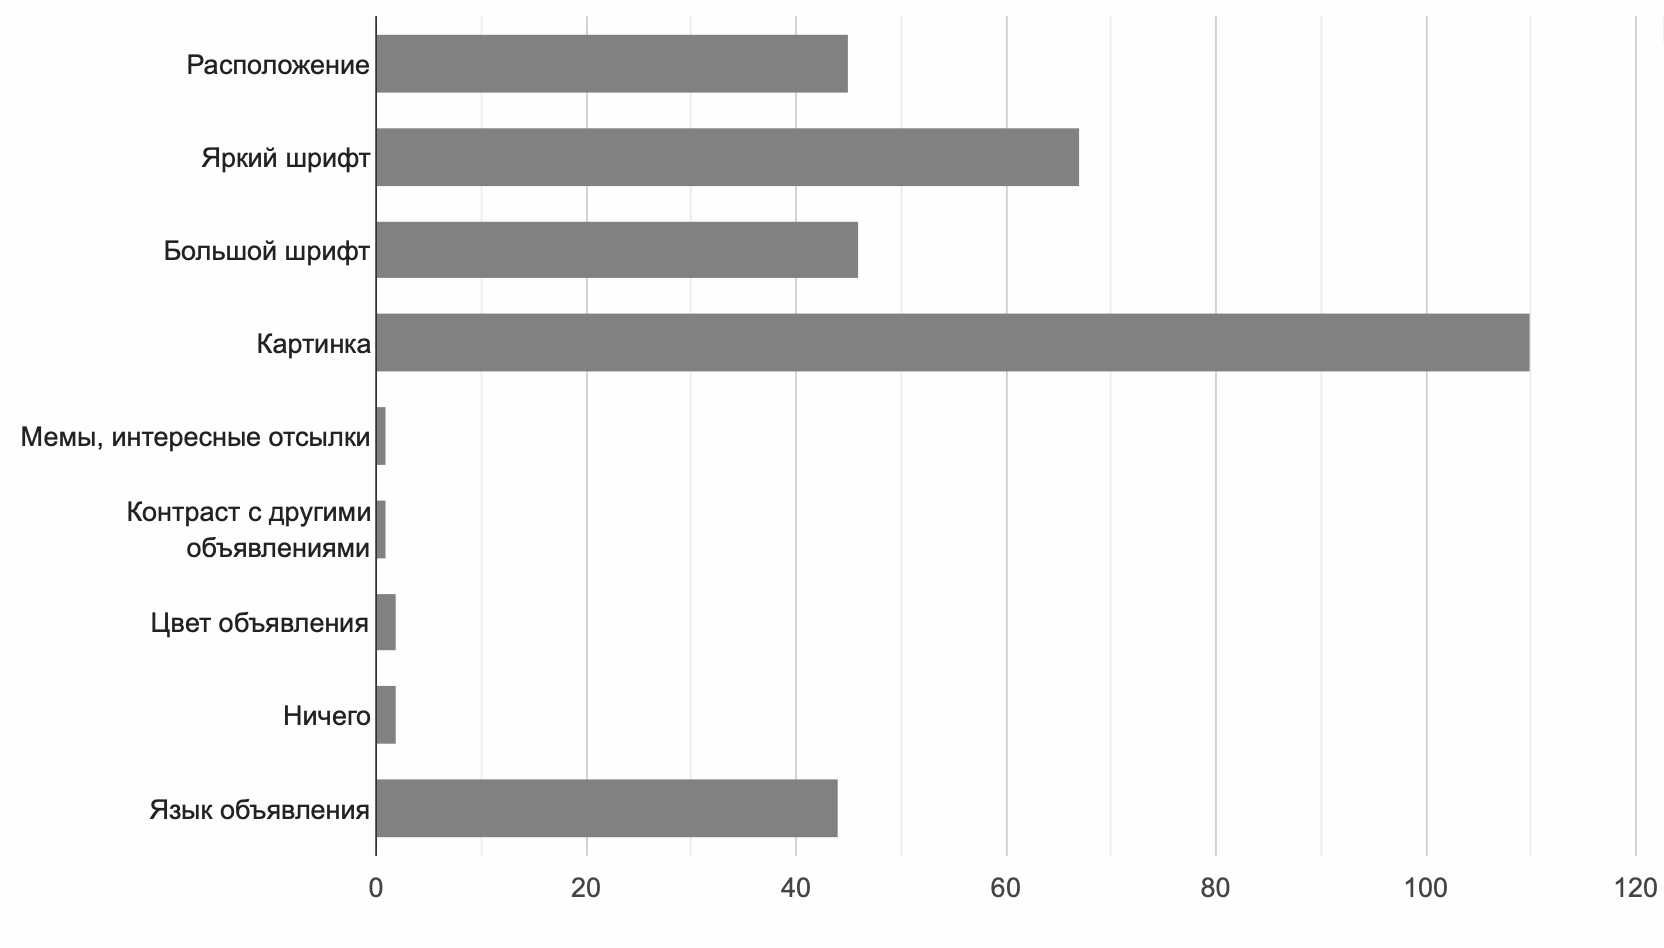 Расположение
Яркий шрифт
Большой шрифт
Картинка
Мемы, интересные отсылки
Контраст с другими
объявлениями
Цвет объявления
Ничего
Язык объявления
0 20 40 60 80 100 120